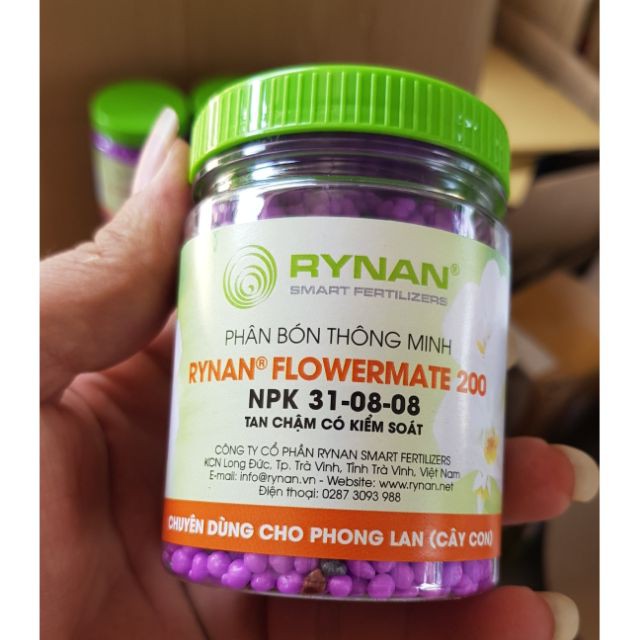 RYNAN®
SMART FERTILIZERS
PHÂN BÓN THÔNG MINH
RYNAN® FLOWERMATE 200
NPK 31-08-08
TAN CHẬM CÓ KIỂM SOÁT
CÔNG TY CỔ PHẦN RYNAN SMART FERTILIZERS
KCN Long Đức, Tp. Trà Vinh, Tỉnh Trà Vinh, Việt Nam
E-mail: info@rynan.vn - Website: www.rynan.net
Điện thoại: 0287 3093 988
CHUYÊN DÙNG CHO PHONG LAN (CÂY CON)